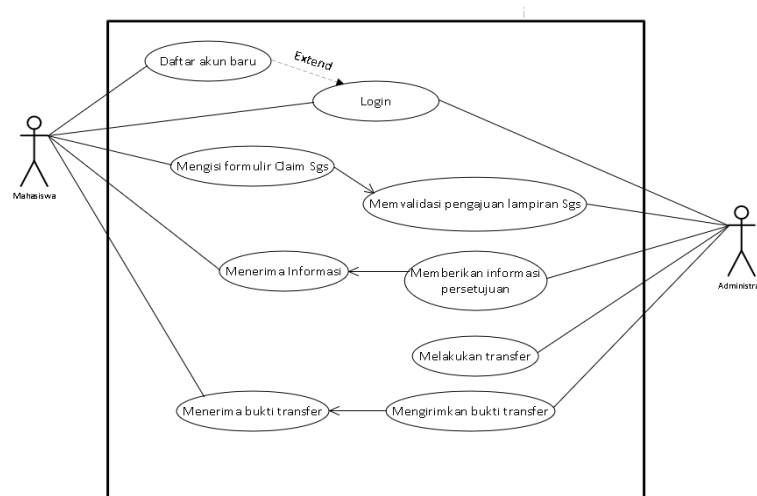 Daftar akun baru
Extend
Login
Mahasiswa
Mengisi formulir Claim Sgs
Memvalidasi pengajuan lampiran Sgs
Menerima Informasi
Memberikan informasi
persetujuan
Administra
Melakukan transfer
Menerima bukti transfer
Mengirimkan bukti transfer